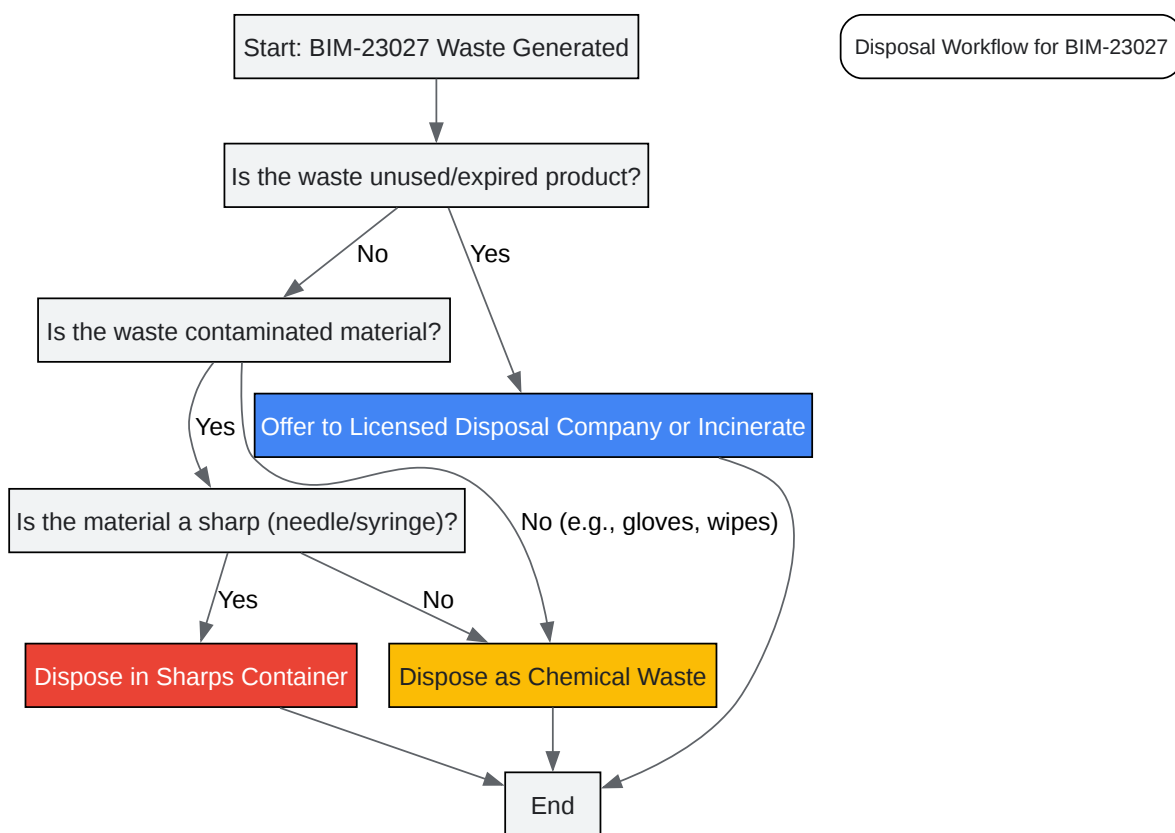 Start: BIM-23027 Waste Generated
Disposal Workflow for BIM-23027
Is the waste unused/expired product?
No
Yes
Is the waste contaminated material?
Yes
Offer to Licensed Disposal Company or Incinerate
Is the material a sharp (needle/syringe)?
No (e.g., gloves, wipes)
Yes
No
Dispose in Sharps Container
Dispose as Chemical Waste
End